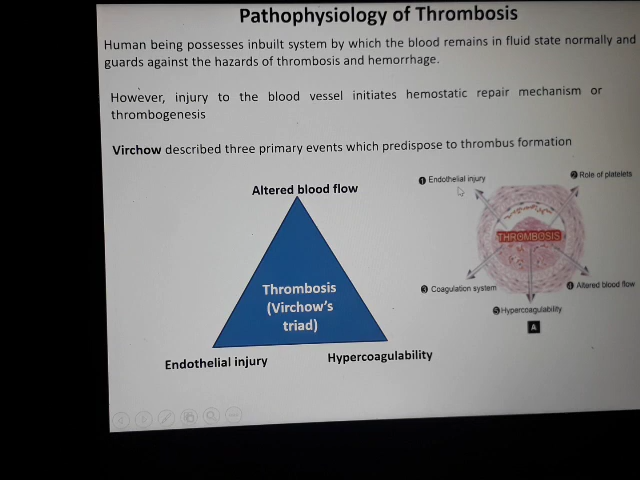 Pathophysiology of Thrombosis
Human being possesses inbuilt system by which the blood remains in fluid state normally and
guards against the hazards of thrombosis and hemorrhage.
However, injury to the blood vessel initiates hemostatic repair mechanism or
thrombogenesis
Virchow described three primary events which predispose to thrombus formation
Altered blood flow
Thrombosis
(Virchow's
triad)
Endothelial injury
Hypercoagulability
1 Endothelial injury
2 Role of platelets
THROMBOSIS
3 Coagulation system
4 Altered blood flow
5 Hypercoagulability
A